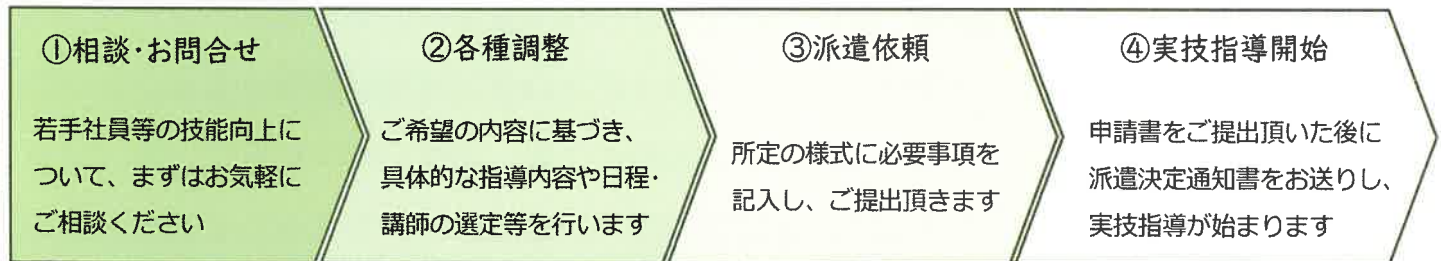 ①相談・お問合せ
若手社員等の技能向上に
ついて、まずはお気軽に
ご相談ください
②各種調整
ご希望の内容に基づき、
具体的な指導内容や日程・
講師の選定等を行います
③派遣依頼
所定の様式に必要事項を
記入し、ご提出頂きます
④実技指導開始
申請書をご提出頂いた後に
派遣決定通知書をお送りし、
実技指導が始まります